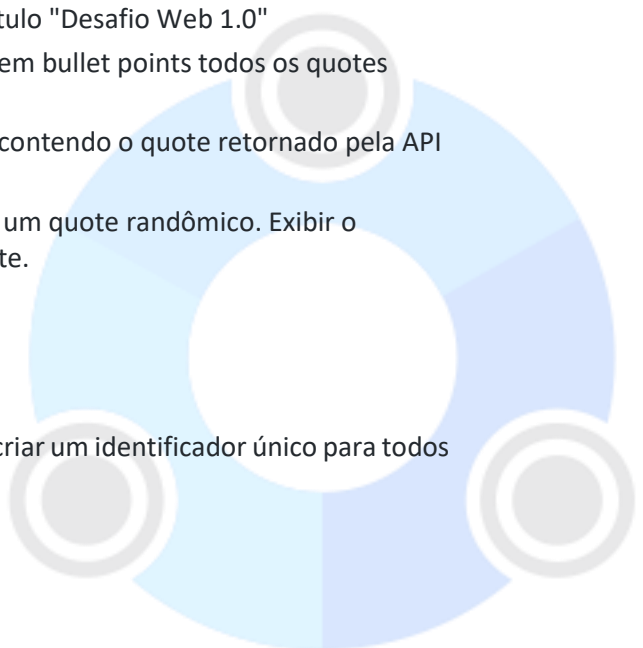 tulo "Desafio Web 1.0"
em bullet points todos os quotes
contendo o quote retornado pela API
um quote randômico. Exibir o
te.
criar um identificador único para todos